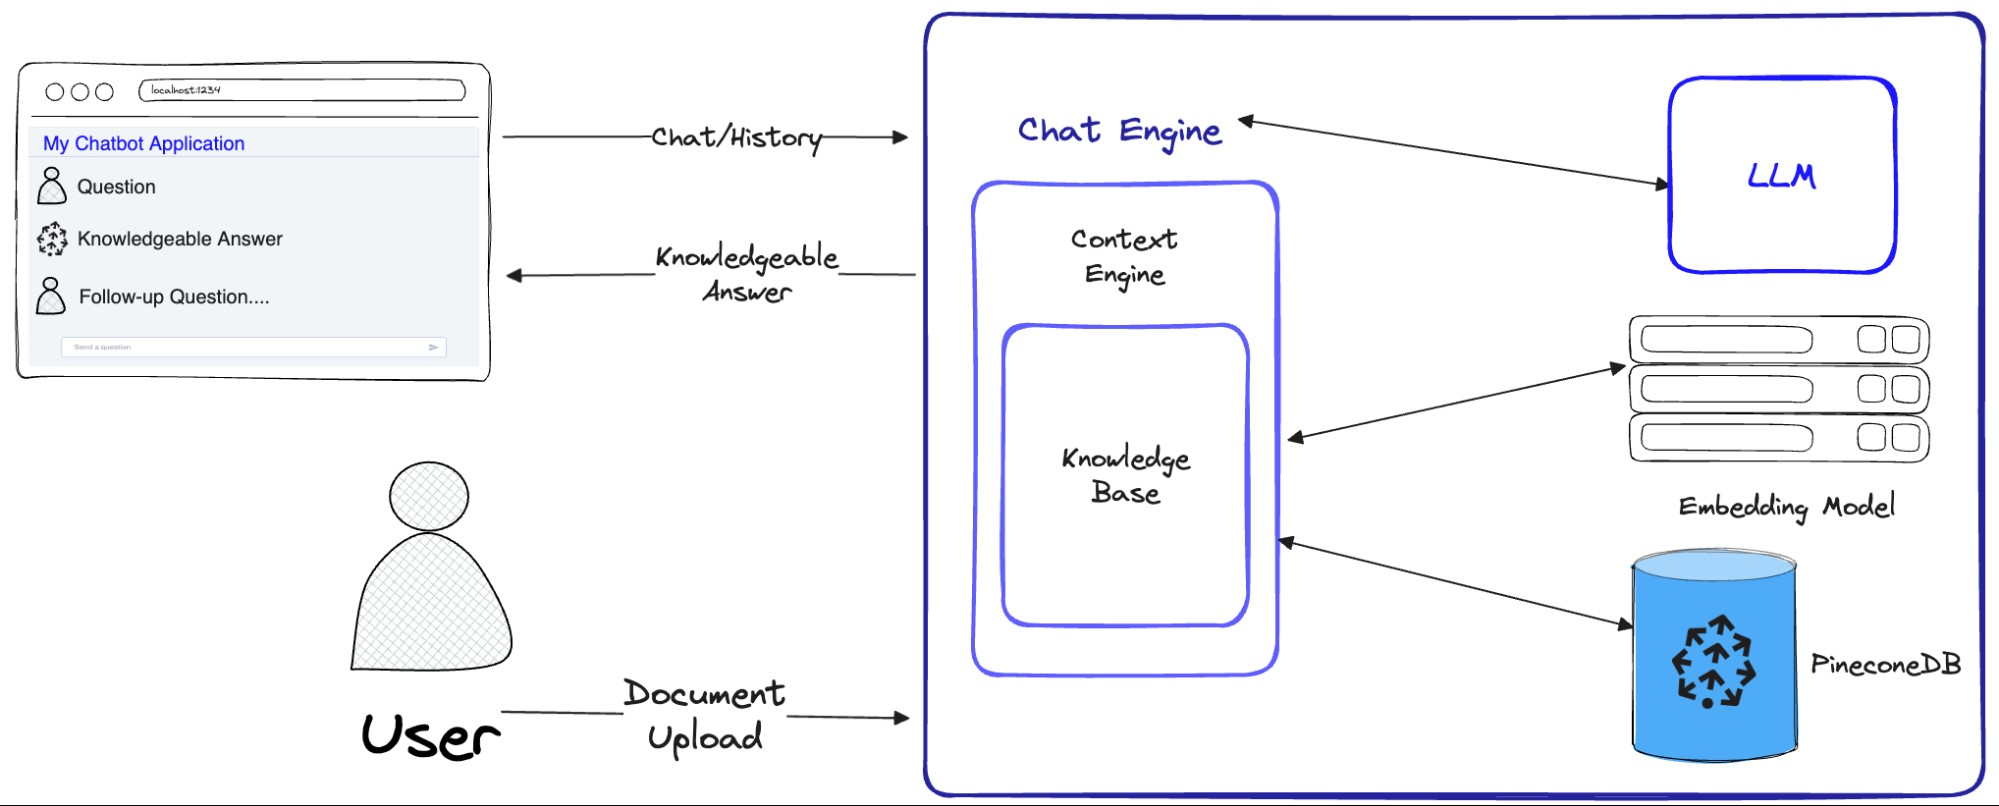 localhost:1234
My Chatbot Application
Question
Knowledgeable Answer
Follow-up Question....
Send a question
Chat/History
Knowledgeable
Answer
User
Document
Upload
Chat Engine
Context
Engine
Knowledge
Base
LLM
Embedding Model
PineconeDB